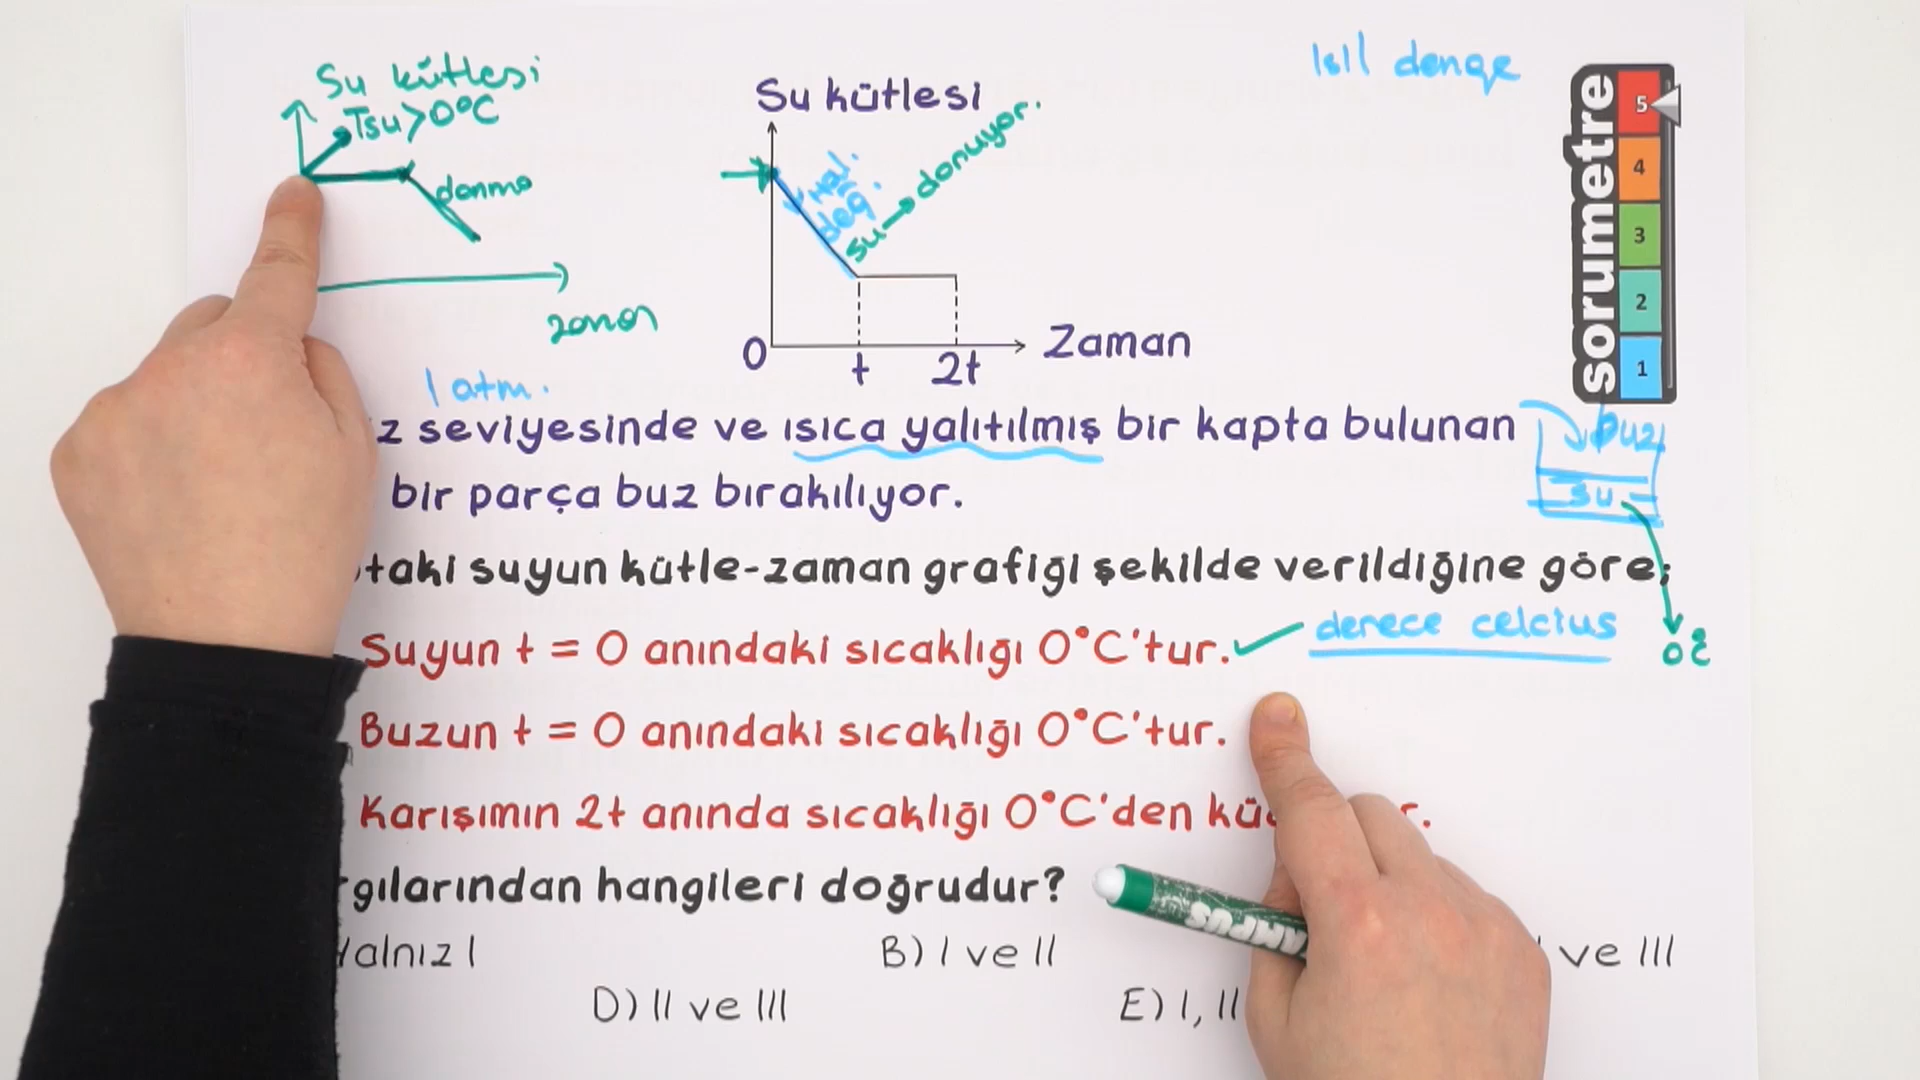 Su kütlesi
Tsu>0°C
donma
zaman
Su kütlesi
Hal
değ.
su → donuyor.
0
t
2t
Zaman
Isıl denge
sorumetre
5
4
3
2
1
1 atm.
z seviyesinde ve ısıca yalıtılmış bir kapta bulunan
bir parça buz bırakılıyor.
buz
su
taki suyun kütle-zaman grafiği şekilde verildiğine göre;
Suyun t = 0 anındaki sıcaklığı 0°C'tur. ✓ derece celcius
0°C
Buzun t = 0 anındaki sıcaklığı 0°C'tur.
Karışımın 2t anında sıcaklığı 0°C'den kü r.
gılarından hangileri doğrudur?
Yalnız I
B) I ve II
ve III
D) II ve III
E) I, II